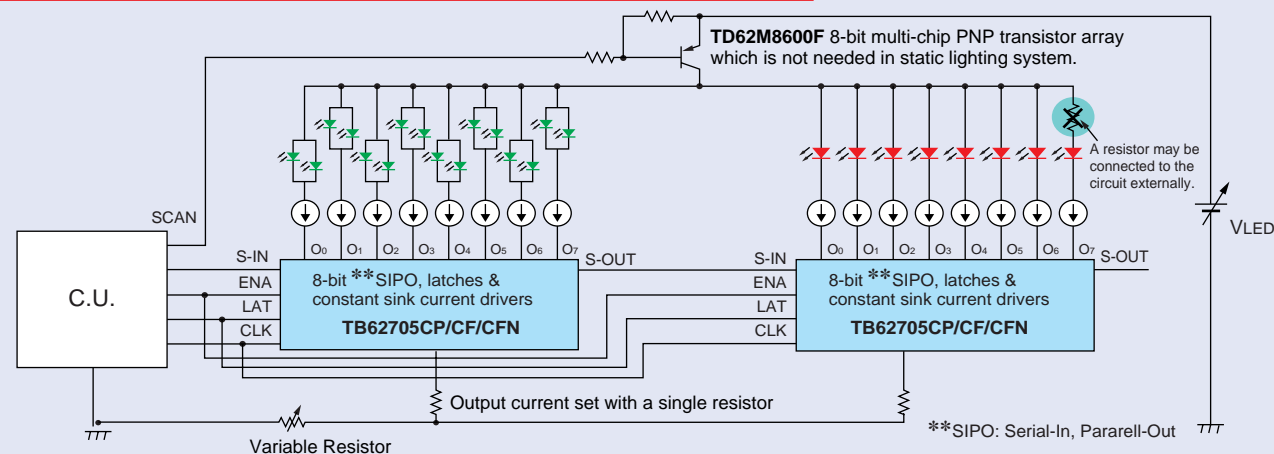 TD62M8600F 8-bit multi-chip PNP transistor array
which is not needed in static lighting system.
A resistor may be
connected to the
circuit externally.
VLED
SCAN
C.U.
S-IN
ENA
LAT
CLK
O0 O1 O2 O3 O4 O5 O6 O7
8-bit **SIPO, latches &
constant sink current drivers
TB62705CP/CF/CFN
S-OUT
S-IN
ENA
LAT
CLK
O0 O1 O2 O3 O4 O5 O6 O7
8-bit **SIPO, latches &
constant sink current drivers
TB62705CP/CF/CFN
S-OUT
Output current set with a single resistor
Variable Resistor
**SIPO: Serial-In, Pararell-Out